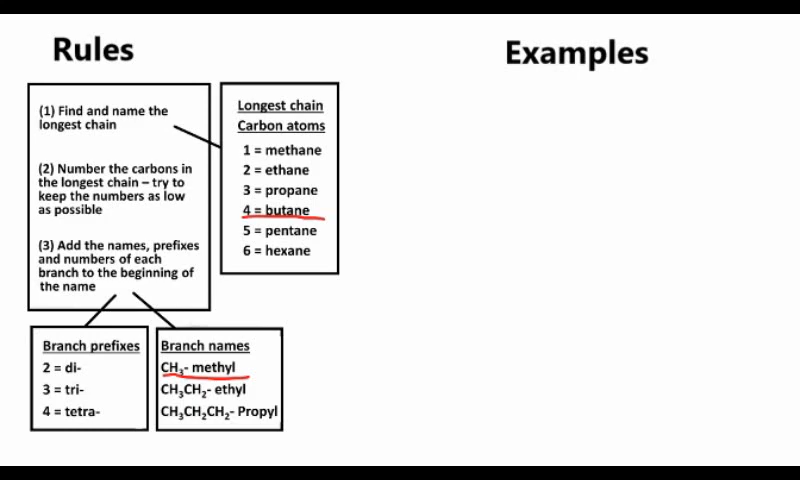 Rules
Examples
(1) Find and name the
longest chain
(2) Number the carbons in
the longest chain – try to
keep the numbers as low
as possible
(3) Add the names, prefixes
and numbers of each
branch to the beginning of
the name
Longest chain
Carbon atoms
1 = methane
2 = ethane
3 = propane
4 = butane
5 = pentane
6 = hexane
Branch prefixes
2 = di-
3 = tri-
4 = tetra-
Branch names
CH₃- methyl
CH₃CH₂- ethyl
CH₃CH₂CH₂- Propyl